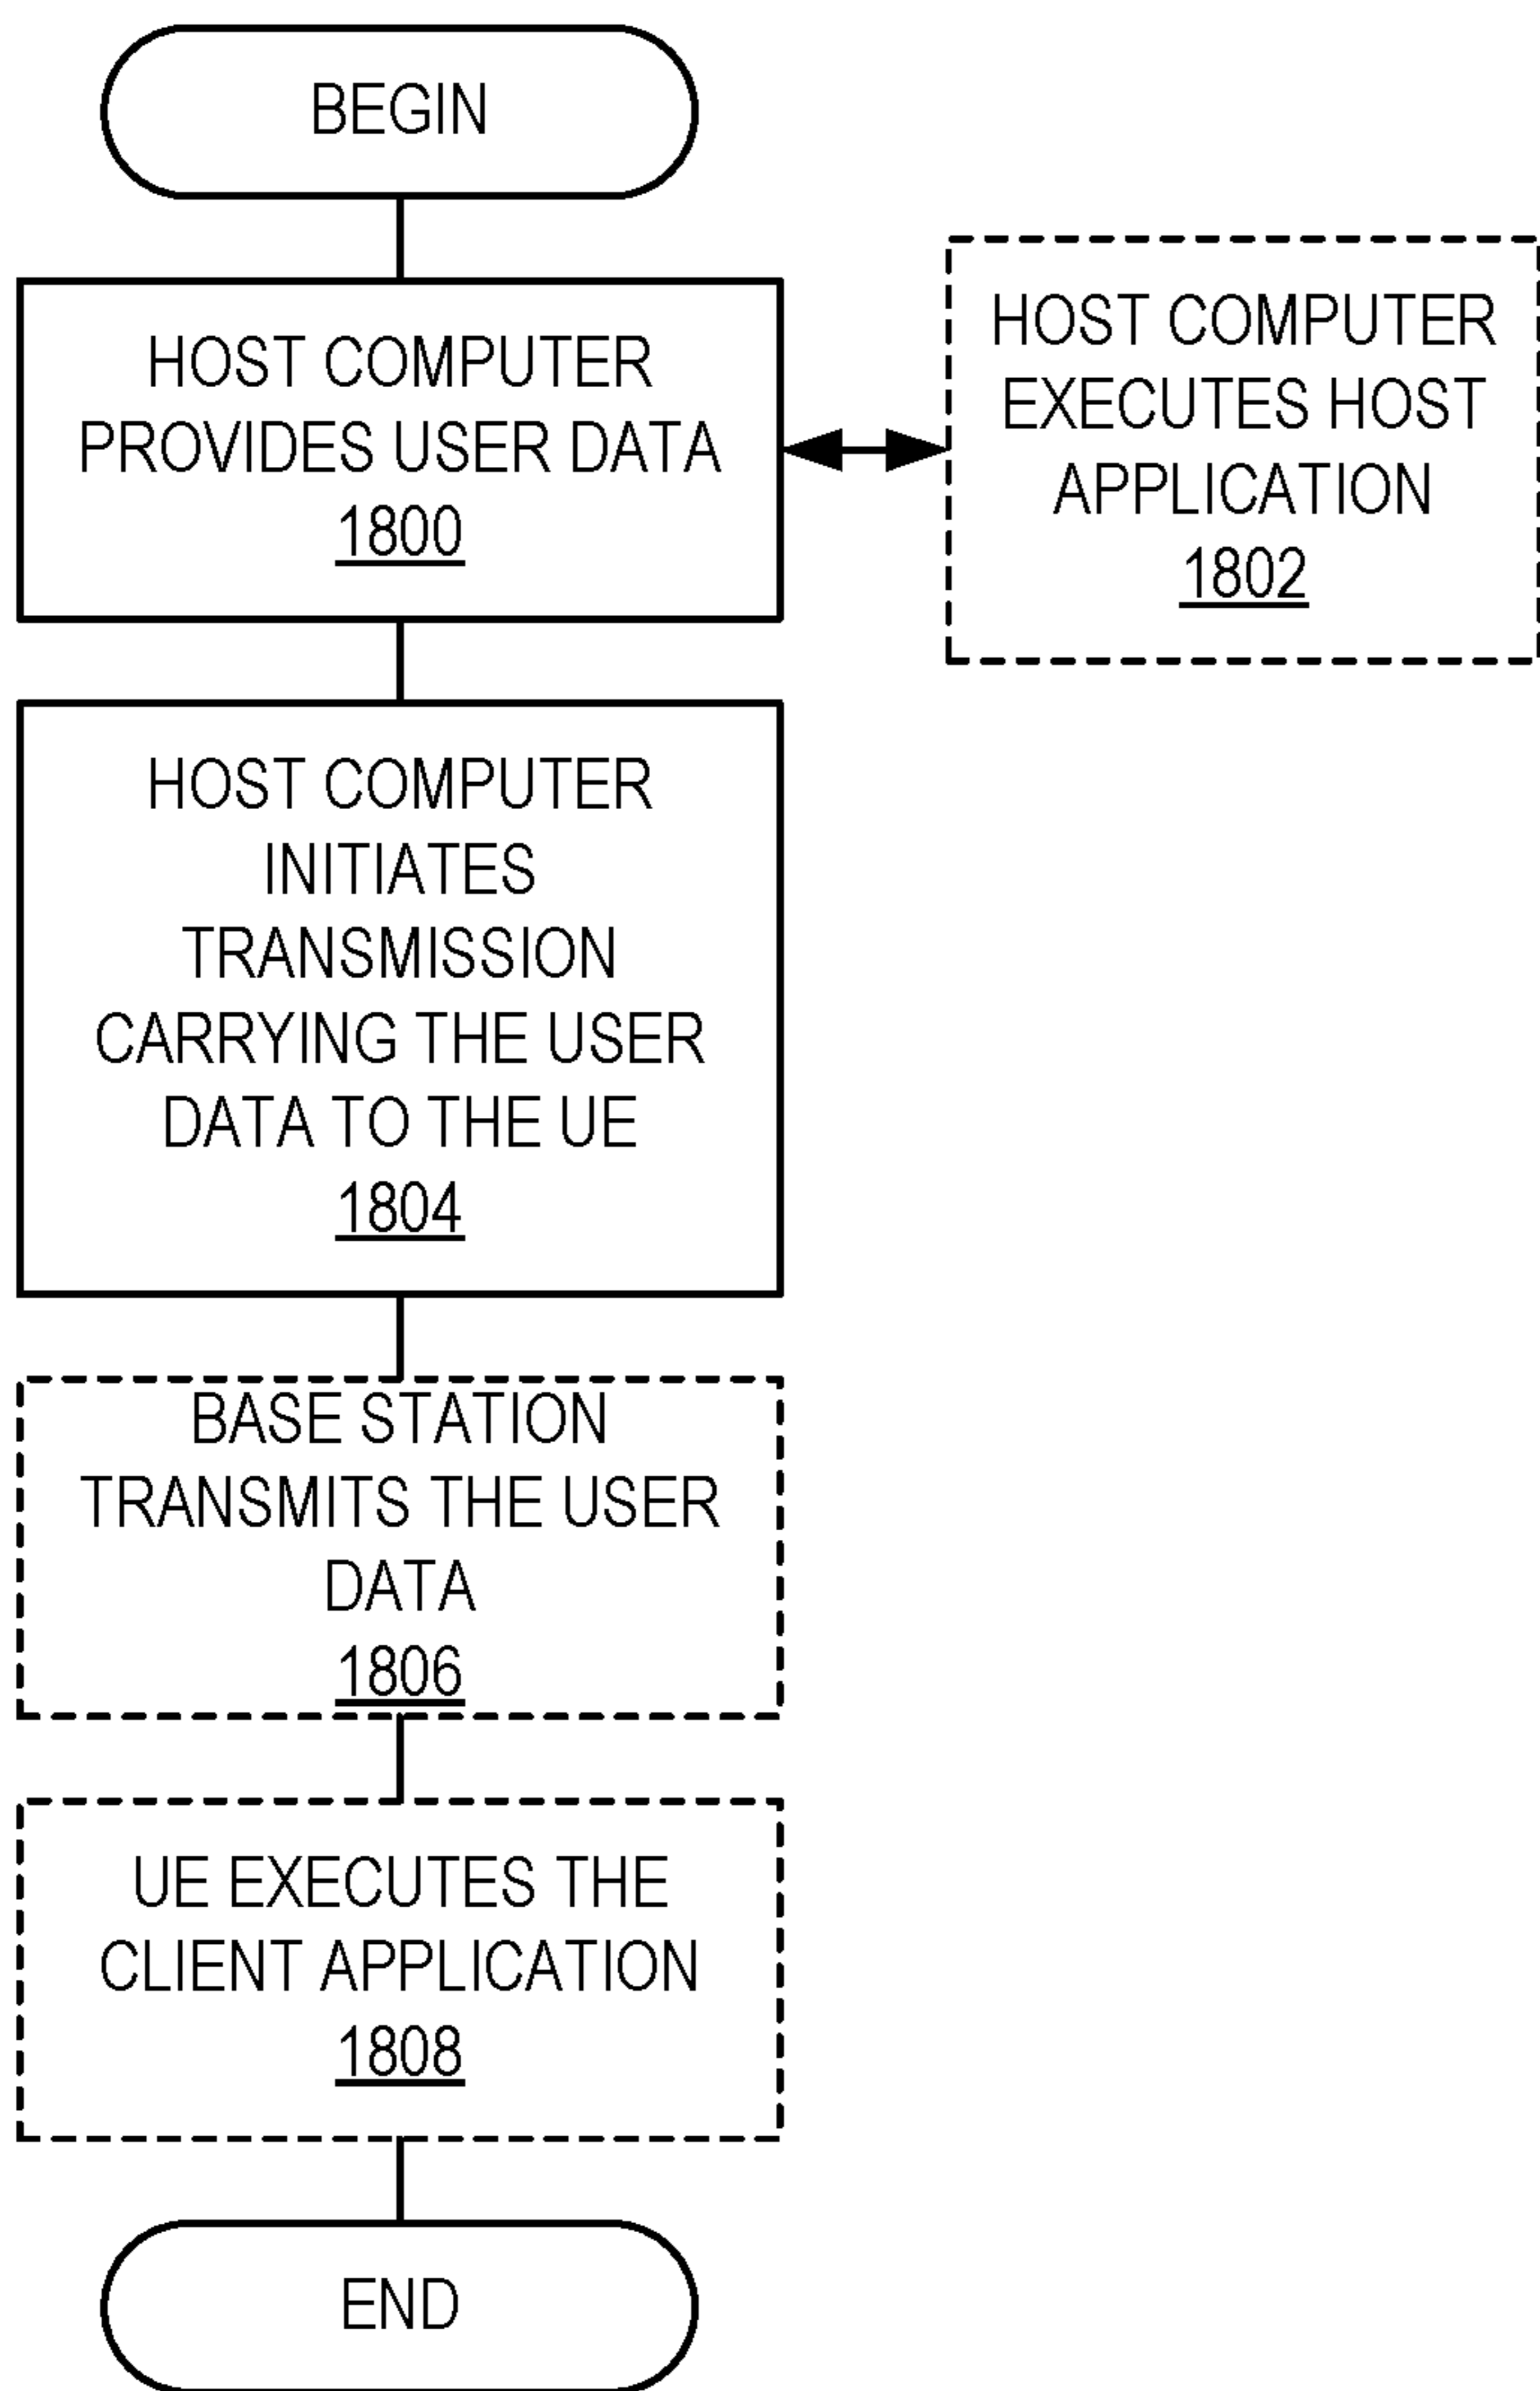 BEGIN
HOST COMPUTER
PROVIDES USER DATA
1800
HOST COMPUTER
EXECUTES HOST
APPLICATION
1802
HOST COMPUTER
INITIATES
TRANSMISSION
CARRYING THE USER
DATA TO THE UE
1804
BASE STATION
TRANSMITS THE USER
DATA
1806
UE EXECUTES THE
CLIENT APPLICATION
1808
END